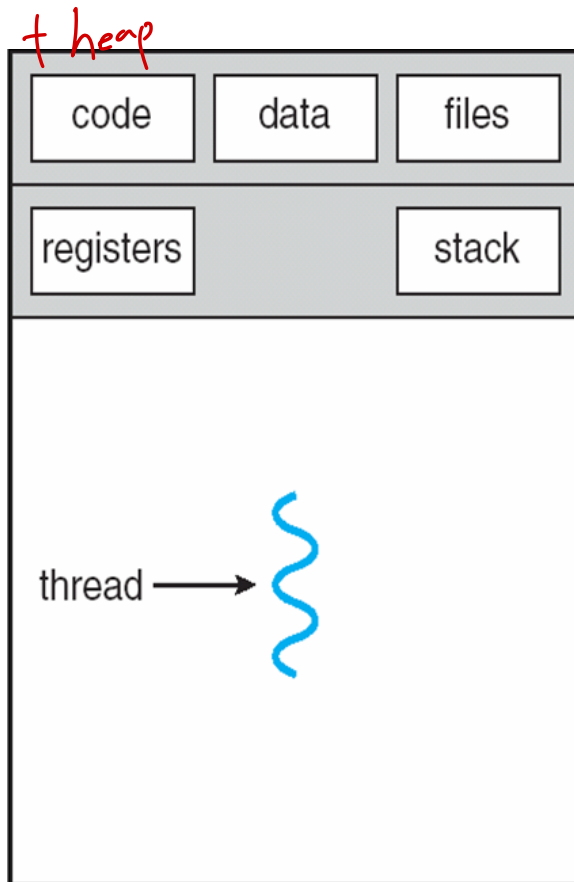 + heap
code data files
registers stack
thread